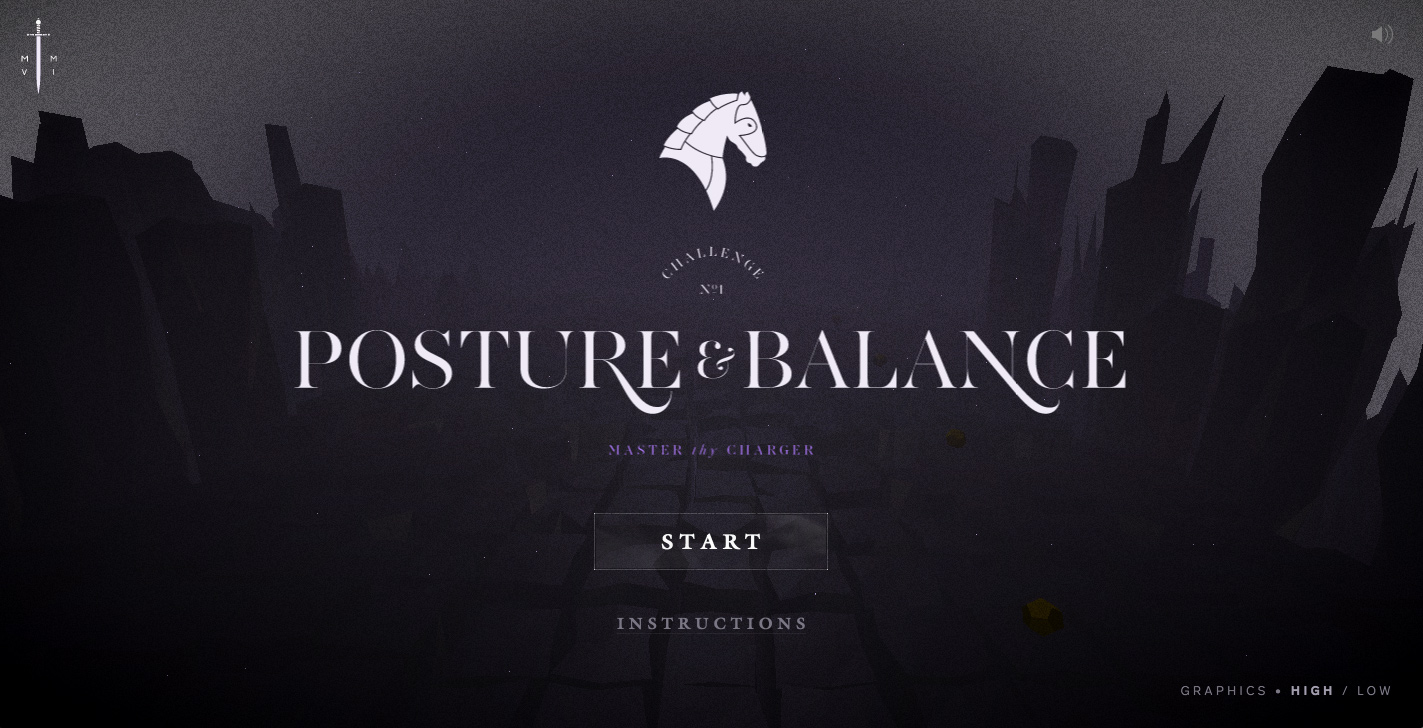 M M
V I
CHALLENGE
Nº1
POSTURE & BALANCE
MASTER thy CHARGER
START
INSTRUCTIONS
GRAPHICS • HIGH / LOW